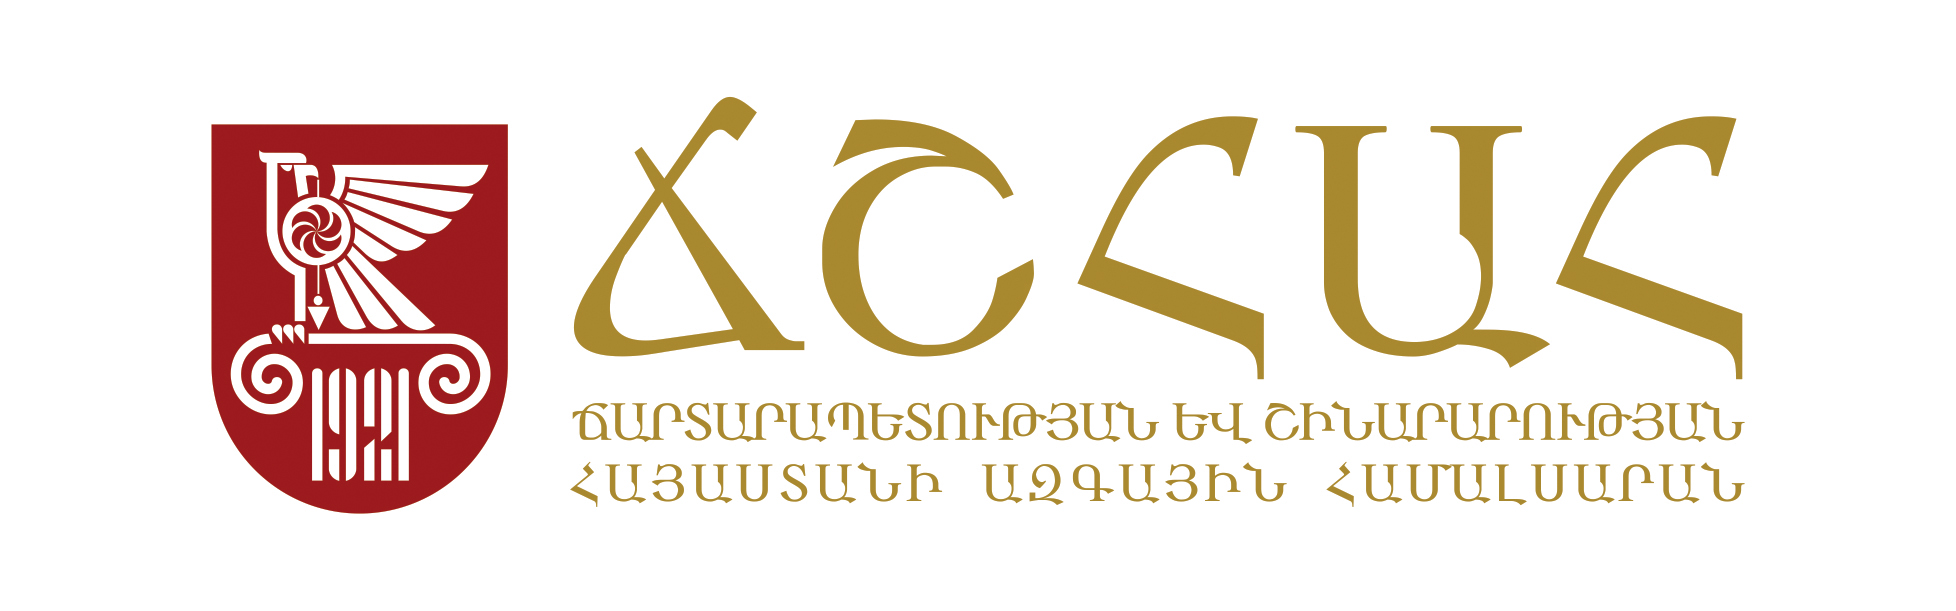 1921
ՃՇՀԱՀ
ՃԱՐՏԱՐԱՊԵՏՈՒԹՅԱՆ ԵՎ ՇԻՆԱՐԱՐՈՒԹՅԱՆ
ՀԱՅԱՍՏԱՆԻ ԱԶԳԱՅԻՆ ՀԱՄԱԼՍԱՐԱՆ